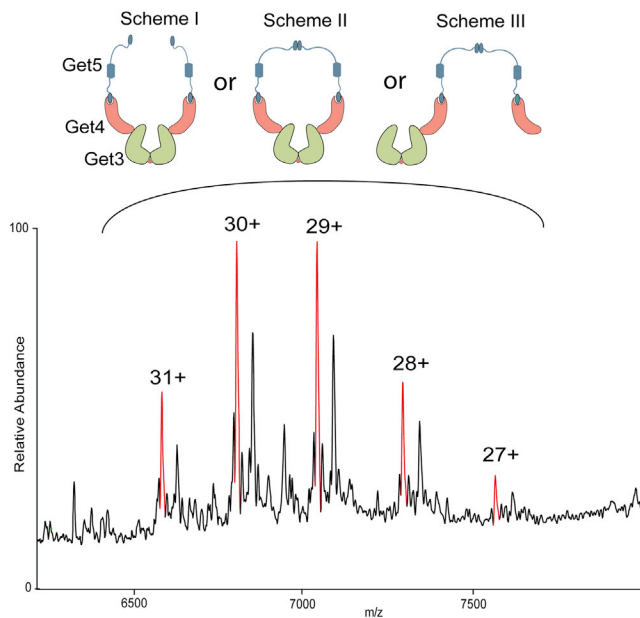 Scheme I
Scheme II
Scheme III
Get5
or
or
Get4
Get3
100
30+
29+
31+
28+
27+
Relative Abundance
0
6500
7000
7500
m/z